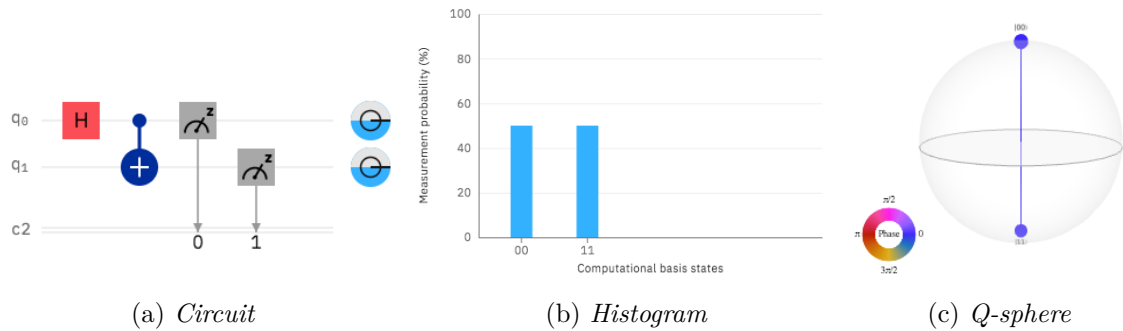 H
z
q0
z
q1
c2
0
1
Measurement probability (%)
100
80
60
40
20
0
00
11
Computational basis states
|00⟩
π/2
π
Phase
0
3π/2
|11⟩
(a) Circuit
(b) Histogram
(c) Q-sphere